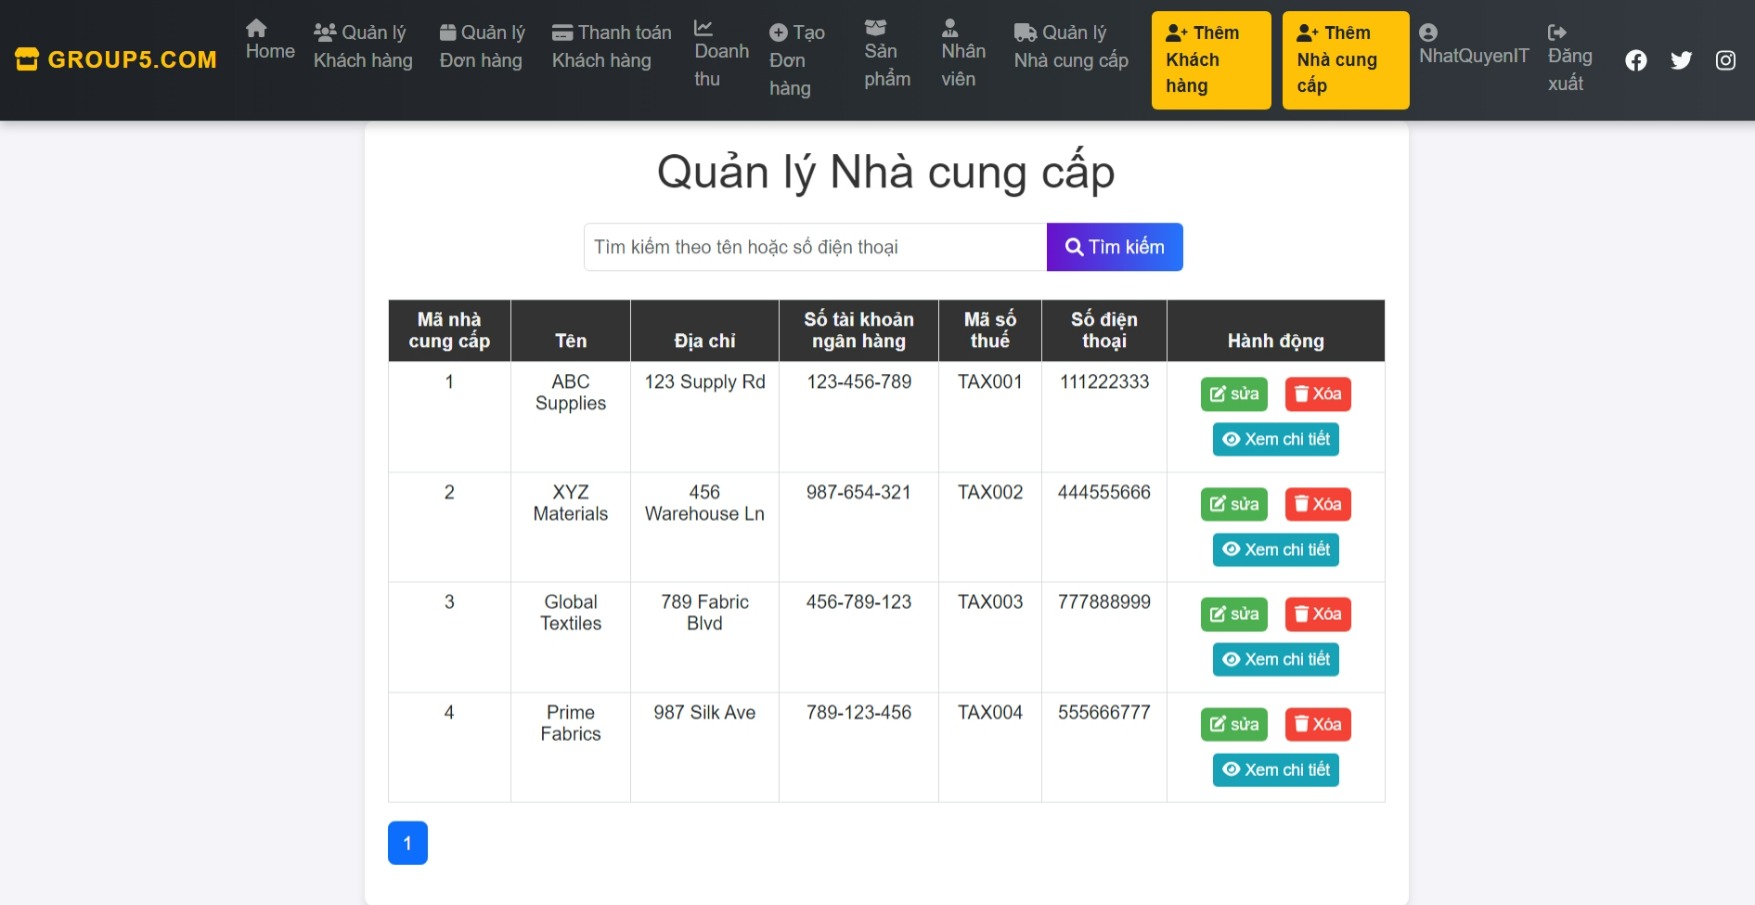 GROUP5.COM
Home
Quản lý
Khách hàng
Quản lý
Đơn hàng
Thanh toán
Khách hàng
Doanh
thu
Tạo
Đơn
hàng
Sản
phẩm
Nhân
viên
Quản lý
Nhà cung cấp
Thêm
Khách
hàng
Thêm
Nhà cung
cấp
NhatQuyenIT
Đăng
xuất
Quản lý Nhà cung cấp
Tìm kiếm theo tên hoặc số điện thoại
Tìm kiếm
Mã nhà
cung cấp
Tên
Địa chỉ
Số tài khoản
ngân hàng
Mã số
thuế
Số điện
thoại
Hành động
1
ABC
Supplies
123 Supply Rd
123-456-789
TAX001
111222333
sửa
Xóa
Xem chi tiết
2
XYZ
Materials
456
Warehouse Ln
987-654-321
TAX002
444555666
sửa
Xóa
Xem chi tiết
3
Global
Textiles
789 Fabric
Blvd
456-789-123
TAX003
777888999
sửa
Xóa
Xem chi tiết
4
Prime
Fabrics
987 Silk Ave
789-123-456
TAX004
555666777
sửa
Xóa
Xem chi tiết
1